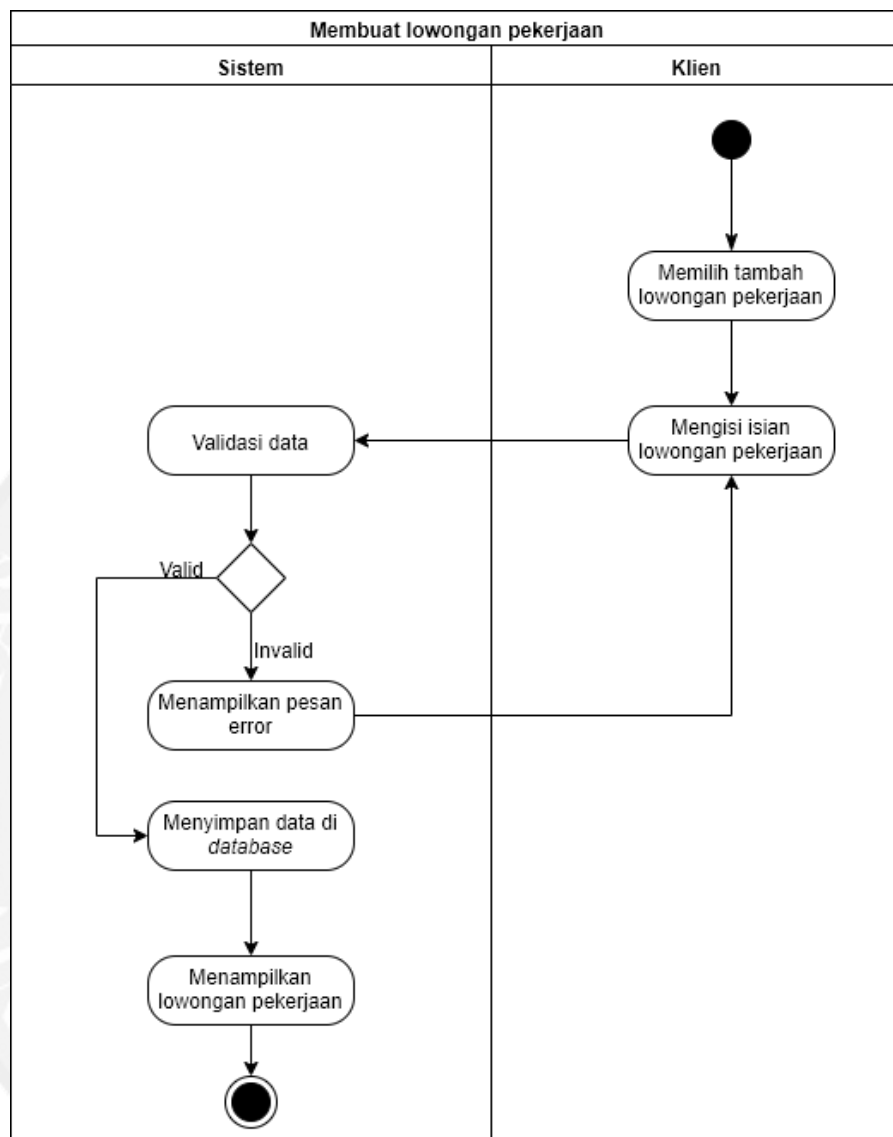 Membuat lowongan pekerjaan
Sistem
Klien
Memilih tambah
lowongan pekerjaan
Mengisi isian
lowongan pekerjaan
Validasi data
Valid
Invalid
Menampilkan pesan
error
Menyimpan data di
database
Menampilkan
lowongan pekerjaan